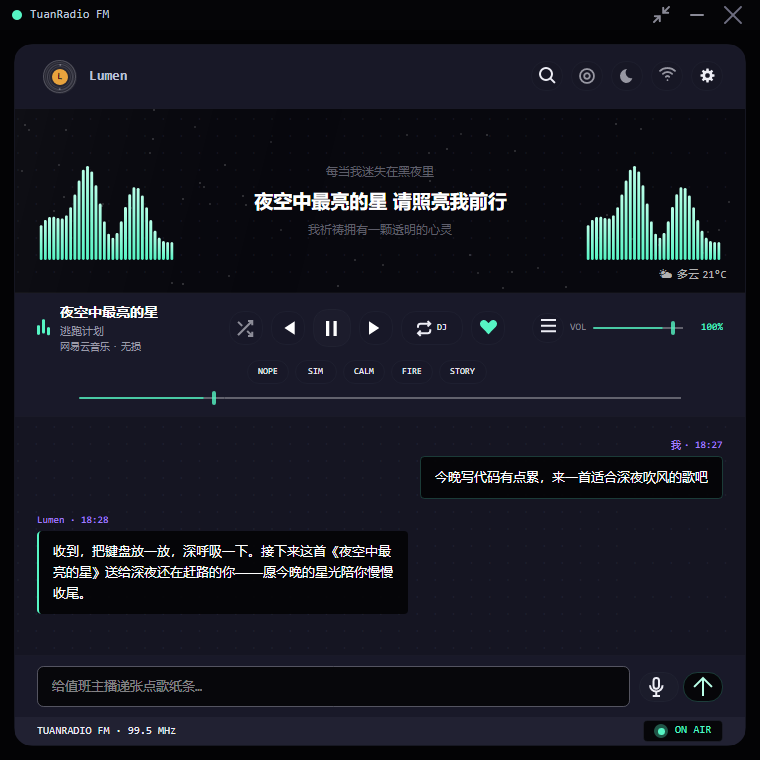 TuanRadio FM
L
Lumen
每当我迷失在黑夜里
夜空中最亮的星 请照亮我前行
我祈祷拥有一颗透明的心灵
多云 21°C
夜空中最亮的星
逃跑计划
网易云音乐 · 无损
DJ
VOL
100%
NOPE
SIM
CALM
FIRE
STORY
我 · 18:27
今晚写代码有点累，来一首适合深夜吹风的歌吧
Lumen · 18:28
收到，把键盘放一放，深呼吸一下。接下来这首《夜空中最
亮的星》送给深夜还在赶路的你——愿今晚的星光陪你慢慢
收尾。
给值班主播递张点歌纸条…
TUANRADIO FM · 99.5 MHz
ON AIR